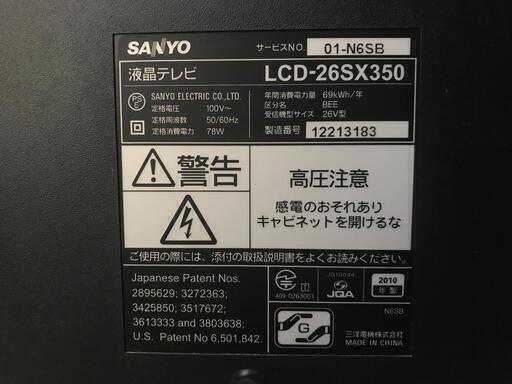 SANYO
サービスNO. 01-N6SB
液晶テレビ LCD-26SX350
SANYO ELECTRIC CO.,LTD.
定格電圧 100V~
定格周波数 50/60Hz
定格消費電力 78W
年間消費電力量 69kWh/年
区分名 BEE
受信機型サイズ 26V型
製造番号 12213183
警告
高圧注意
感電のおそれあり
キャビネットを開けるな
ご使用の際には、添付の取扱説明書をよくお読みください。
Japanese Patent Nos.
2895629; 3272363;
3425850; 3517672;
3613333 and 3803638;
U.S. Patent No 6,501,842.
T
A09-0263001
JQ10044
JQA
2010
年製
N6SB
G
三洋電機株式会社
MADE IN CHINA